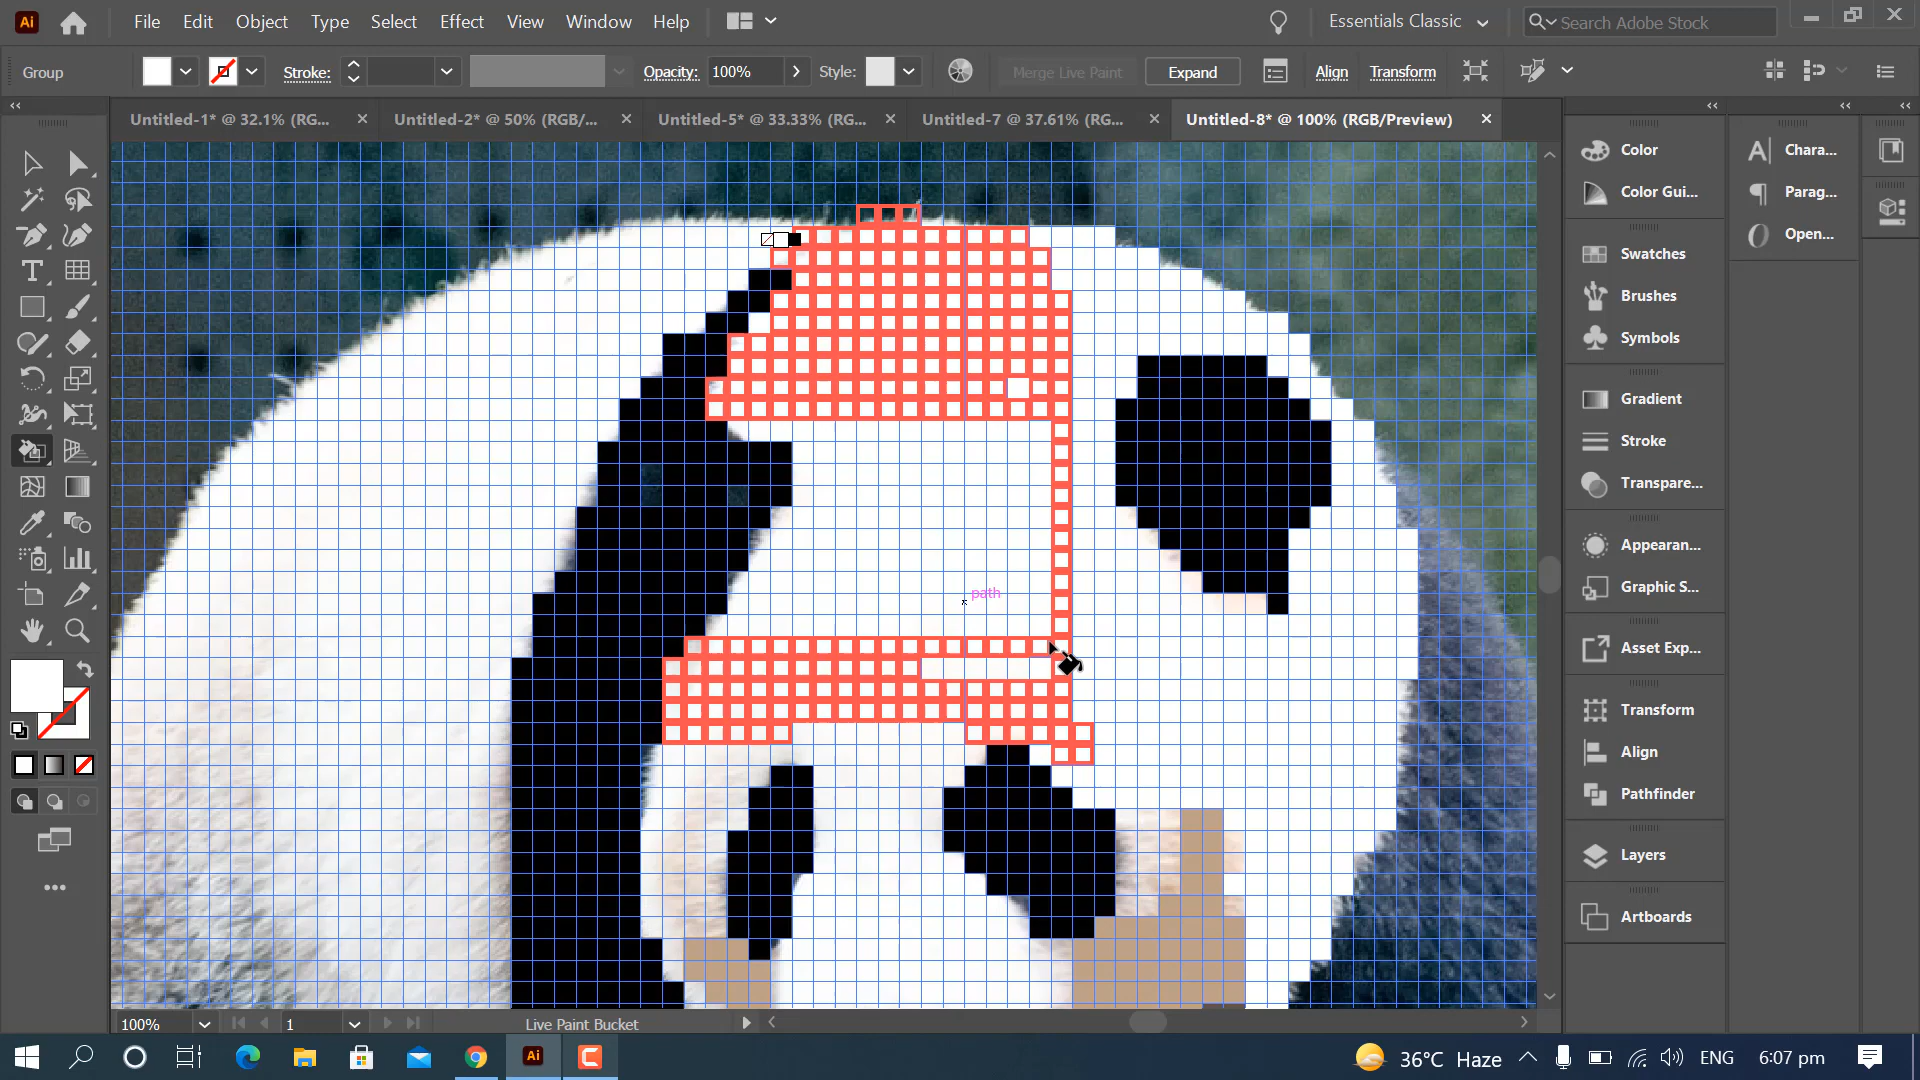 Ai File Edit Object Type Select Effect View Window Help Essentials Classic Search Adobe Stock
Group Stroke: Opacity: 100% Style: Merge Live Paint Expand Align Transform
Untitled-1* @ 32.1% (RG... Untitled-2* @ 50% (RGB/... Untitled-5* @ 33.33% (RG... Untitled-7 @ 37.61% (RG... Untitled-8* @ 100% (RGB/Preview)
Color
Color Gui...
Swatches
Brushes
Symbols
Gradient
Stroke
Transpare...
Appearan...
Graphic S...
Asset Exp...
Transform
Align
Pathfinder
Layers
Artboards
Chara...
Parag...
Open...
path
100% 1 Live Paint Bucket
Ai 36°C Haze ENG 6:07 pm